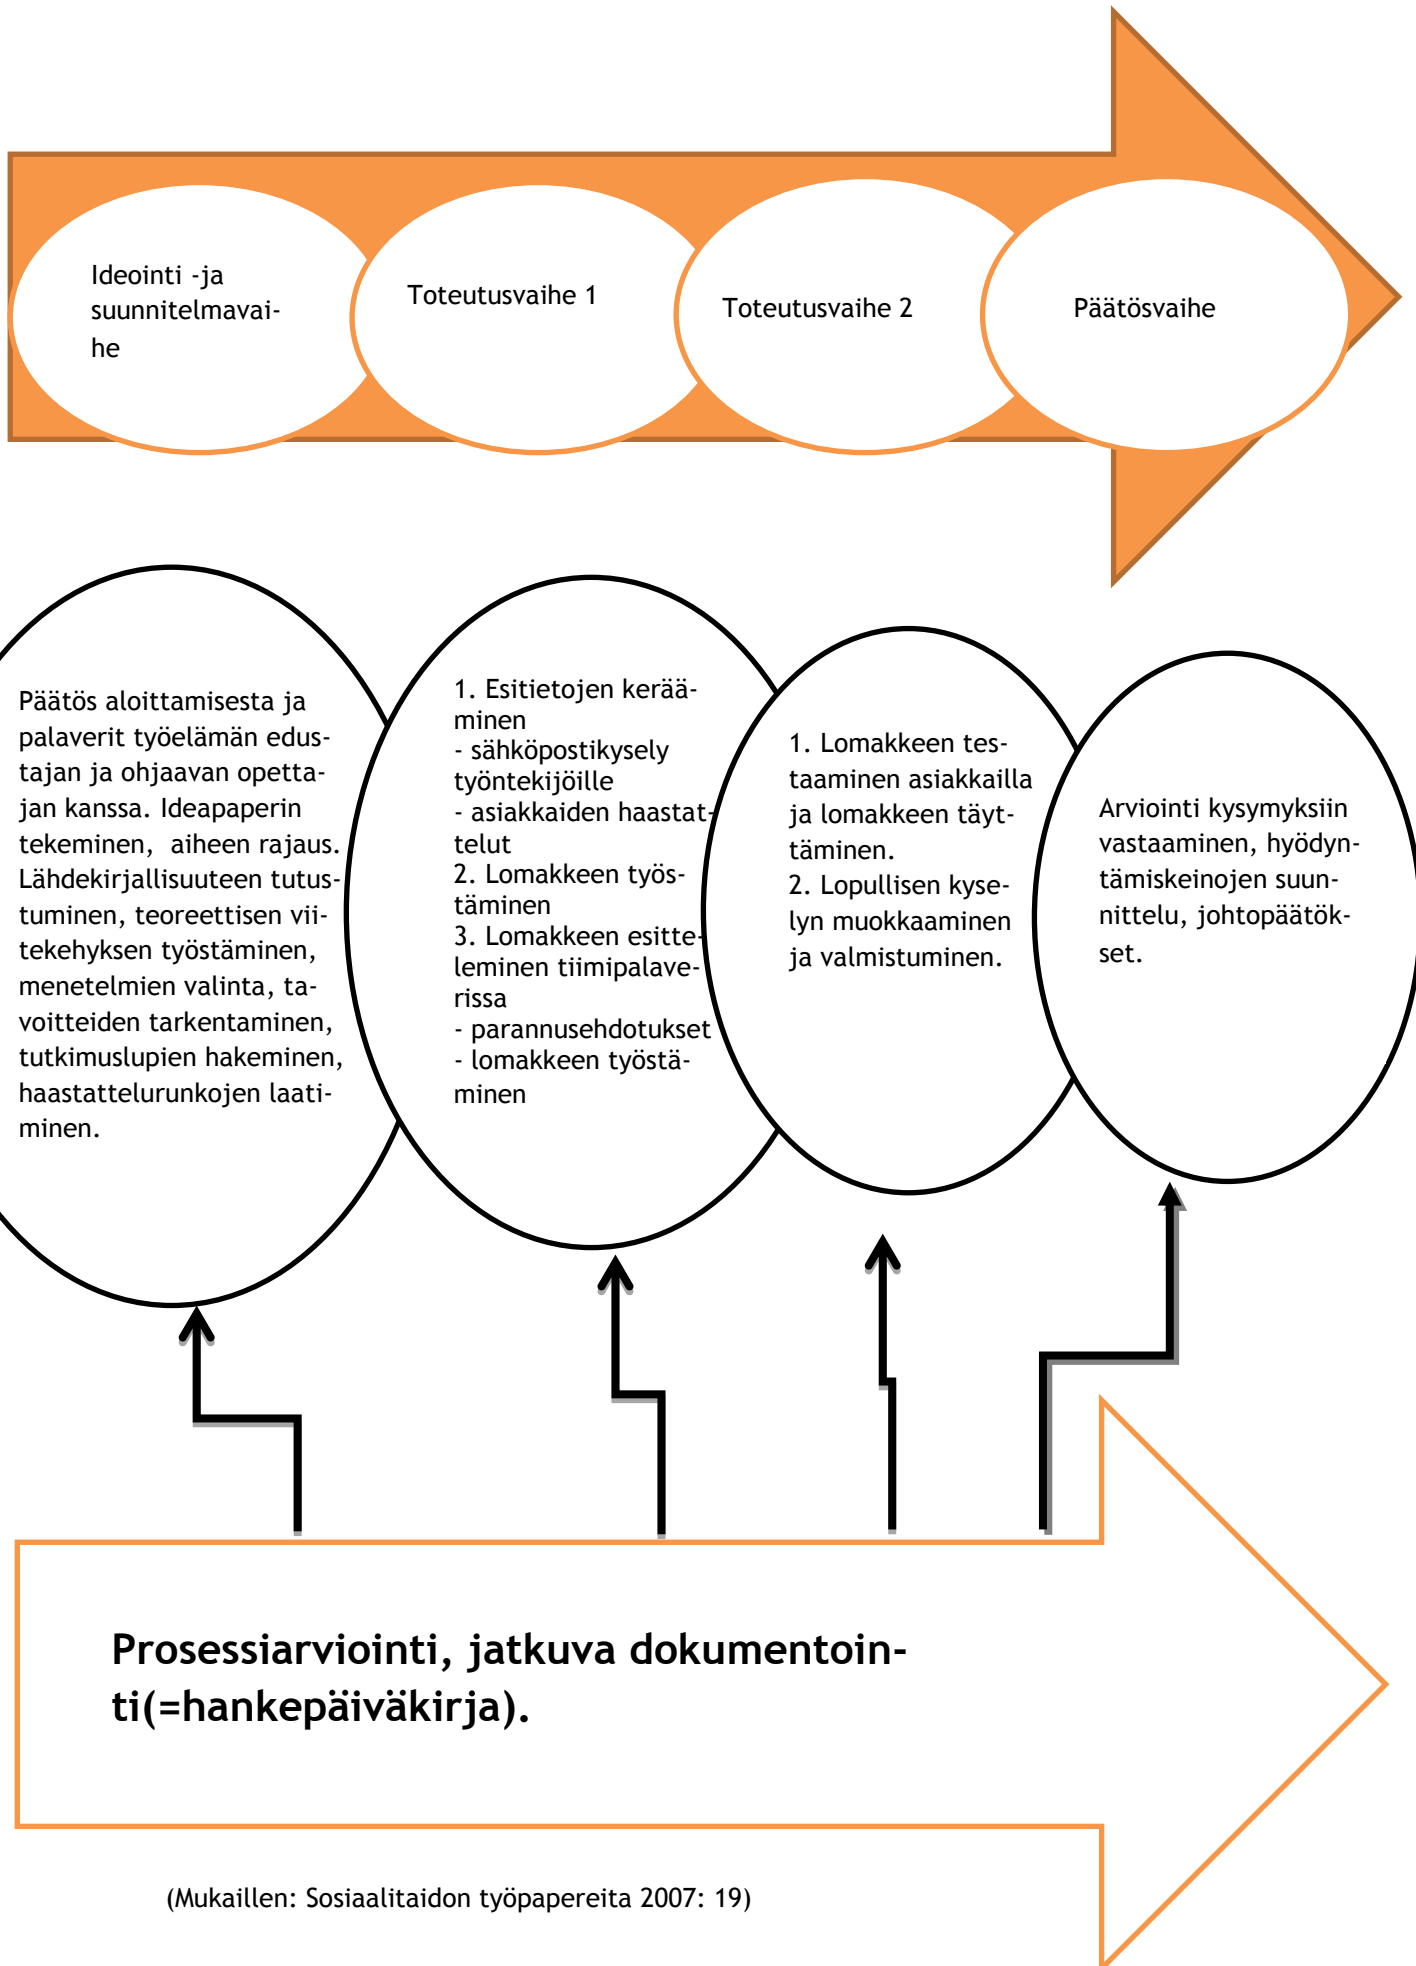 Ideointi -ja
suunnitelmavai-
he
Toteutusvaihe 1
Toteutusvaihe 2
Päätösvaihe
Päätös aloittamisesta ja
palaverit työelämän edus-
tajan ja ohjaavan opetta-
jan kanssa. Ideapaperin
tekeminen,  aiheen rajaus.
Lähdekirjallisuuteen tutus-
tuminen, teoreettisen vii-
tekehyksen työstäminen,
menetelmien valinta, ta-
voitteiden tarkentaminen,
tutkimuslupien hakeminen,
haastattelurunkojen laati-
minen.
1. Esitietojen kerää-
minen
- sähköpostikysely
työntekijöille
- asiakkaiden haastat-
telut
2. Lomakkeen työs-
täminen
3. Lomakkeen esitte-
leminen tiimipalave-
rissa
- parannusehdotukset
- lomakkeen työstä-
minen
1. Lomakkeen tes-
taaminen asiakkailla
ja lomakkeen täyt-
täminen.
2. Lopullisen kyse-
lyn muokkaaminen
ja valmistuminen.
Arviointi kysymyksiin
vastaaminen, hyödyn-
tämiskeinojen suun-
nittelu, johtopäätök-
set.
Prosessiarviointi, jatkuva dokumentoin-
ti(=hankepäiväkirja).
(Mukaillen: Sosiaalitaidon työpapereita 2007: 19)